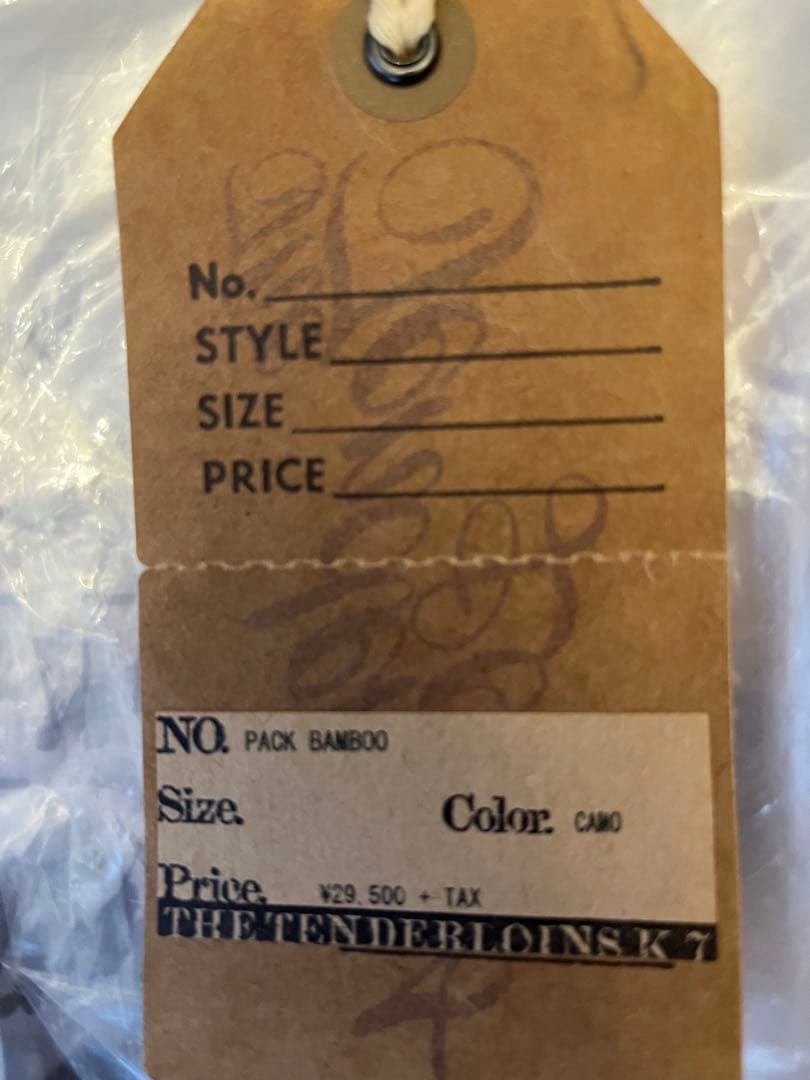 No.
STYLE
SIZE
PRICE
NO. PACK BAMBOO
Size. Color. CAMO
Price. ¥29.500 + TAX
THE TENDERLOINS K 7